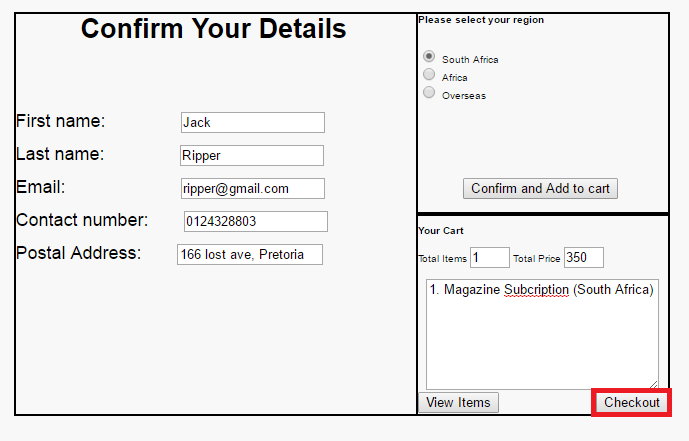 Confirm Your Details
First name: Jack
Last name: Ripper
Email: ripper@gmail.com
Contact number: 0124328803
Postal Address: 166 lost ave, Pretoria
Please select your region
South Africa
Africa
Overseas
Confirm and Add to cart
Your Cart
Total Items 1 Total Price 350
1. Magazine Subcription (South Africa)
View Items Checkout